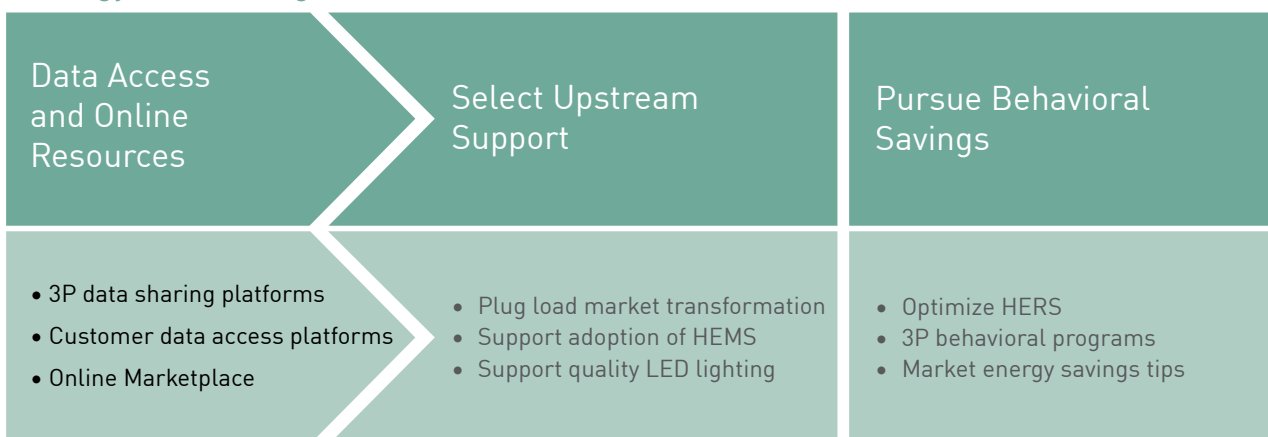 Data Access
and Online
Resources
Select Upstream
Support
Pursue Behavioral
Savings
• 3P data sharing platforms
• Customer data access platforms
• Online Marketplace
• Plug load market transformation
• Support adoption of HEMS
• Support quality LED lighting
• Optimize HERS
• 3P behavioral programs
• Market energy savings tips